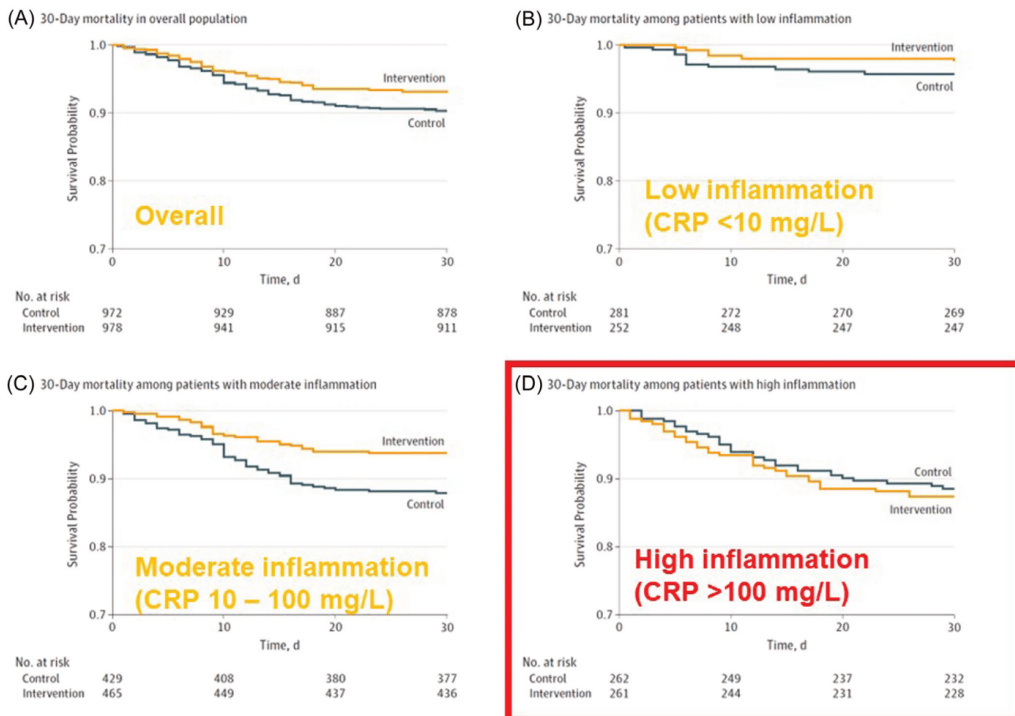 (A) 30-Day mortality in overall population
1.0
0.9
0.8
0.7
Survival Probability
Intervention
Control
Overall
0 10 20 30
Time, d
No. at risk
Control 972 929 887 878
Intervention 978 941 915 911
(B) 30-Day mortality among patients with low inflammation
1.0
0.9
0.8
0.7
Survival Probability
Intervention
Control
Low inflammation
(CRP <10 mg/L)
0 10 20 30
Time, d
No. at risk
Control 281 272 270 269
Intervention 252 248 247 247
(C) 30-Day mortality among patients with moderate inflammation
1.0
0.9
0.8
0.7
Survival Probability
Intervention
Control
Moderate inflammation
(CRP 10 – 100 mg/L)
0 10 20 30
Time, d
No. at risk
Control 429 408 380 377
Intervention 465 449 437 436
(D) 30-Day mortality among patients with high inflammation
1.0
0.9
0.8
0.7
Survival Probability
Control
Intervention
High inflammation
(CRP >100 mg/L)
0 10 20 30
Time, d
No. at risk
Control 262 249 237 232
Intervention 261 244 231 228